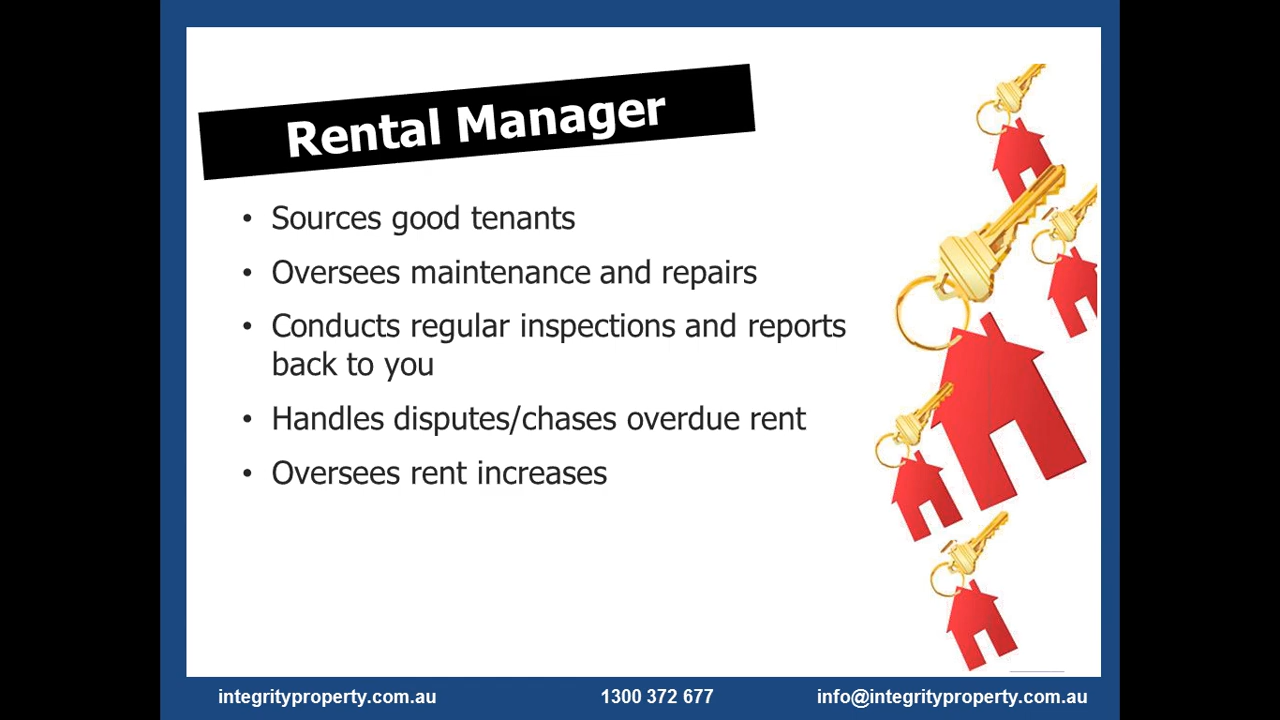 Rental Manager
• Sources good tenants
• Oversees maintenance and repairs
• Conducts regular inspections and reports
back to you
• Handles disputes/chases overdue rent
• Oversees rent increases
integrityproperty.com.au 1300 372 677 info@integrityproperty.com.au